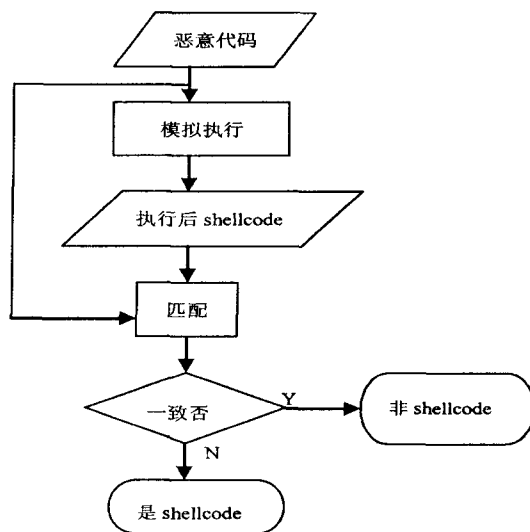 恶意代码
模拟执行
执行后 shellcode
匹配
一致否
Y
非 shellcode
N
是 shellcode